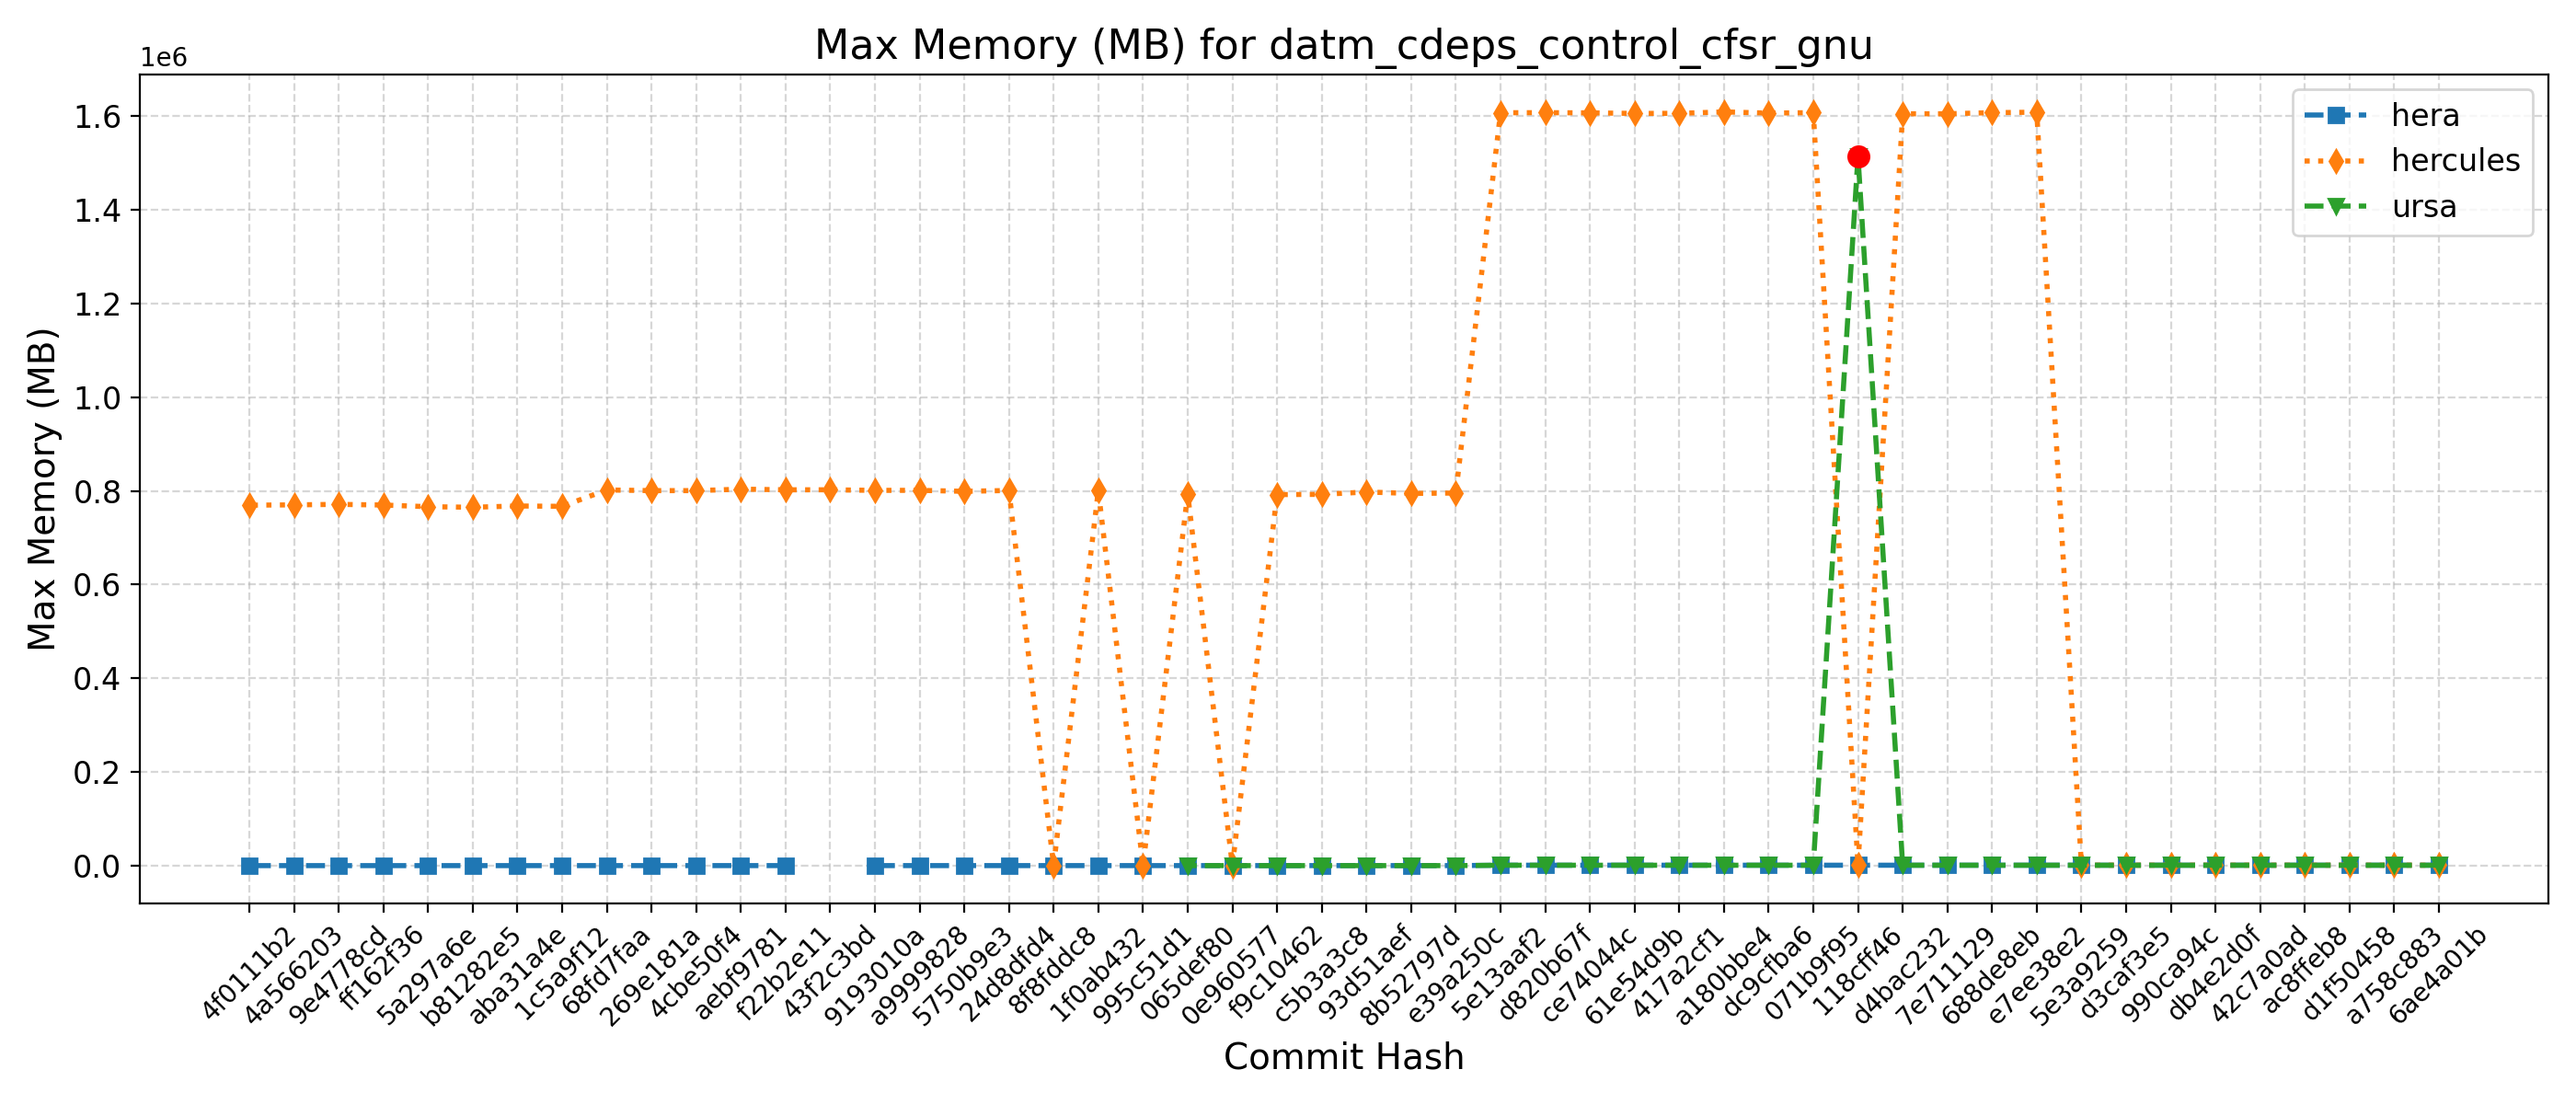 Max Memory (MB) for datm_cdeps_control_cfsr_gnu
1e6
1.6
1.4
1.2
1.0
0.8
0.6
0.4
0.2
0.0
Max Memory (MB)
hera
hercules
ursa
4f0111b2
4a566203
9e4778cd
ff162f36
5a297a6e
b81282e5
aba31a4e
1c5a9f12
68fd7faa
269e181a
4cbe50f4
aebf9781
f22b2e11
43f2c3bd
9193010a
a9999828
5750b9e3
24d8dfd4
8f8fddc8
1f0ab432
995c51d1
065def80
0e960577
f9c10462
c5b3a3c8
93d51aef
8b52797d
e39a250c
5e13aaf2
d820b67f
ce74044c
61e54d9b
417a2cf1
a180bbe4
dc9cfba6
071b9f95
118cff46
d4bac232
7e711129
688de8eb
e7ee38e2
5e3a9259
d3caf3e5
990ca94c
db4e2d0f
42c7a0ad
ac8ffeb8
d1f50458
a758c883
6ae4a01b
Commit Hash